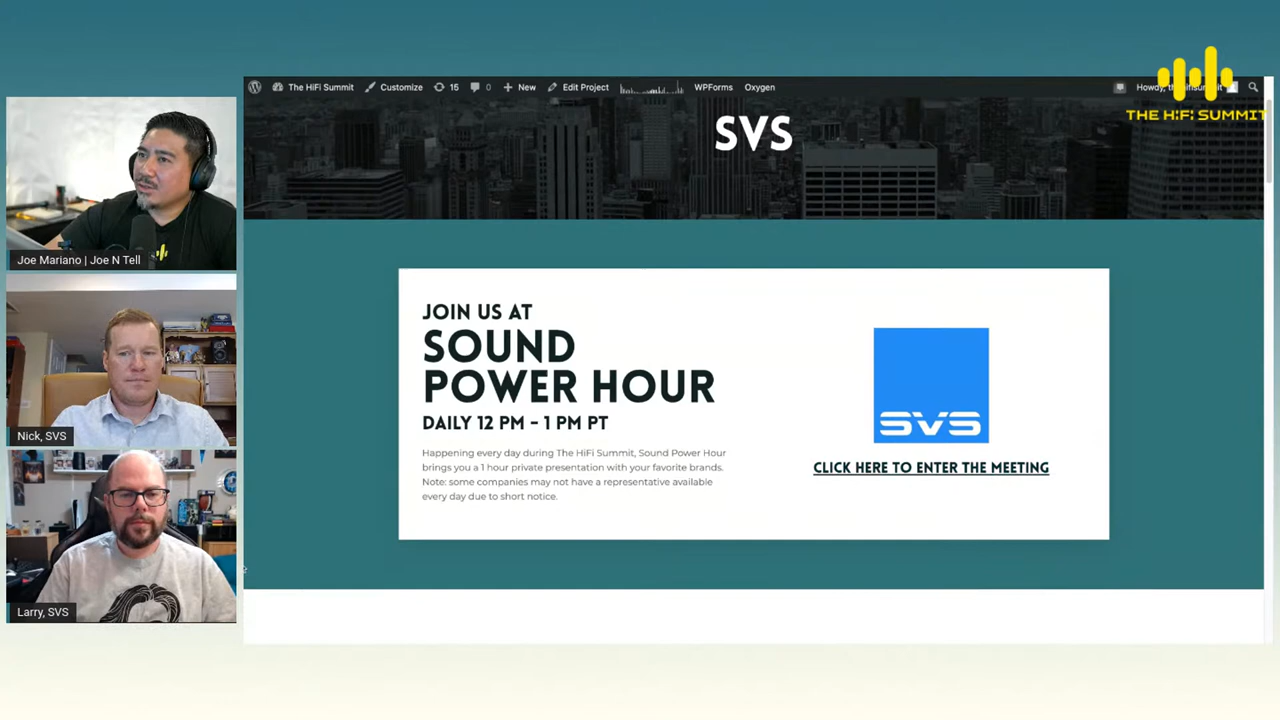 The HiFi Summit
Customize
15
0
New
Edit Project
WPForms
Oxygen
THE HIFI SUMMIT
SVS
Joe Mariano | Joe N Tell
Nick, SVS
Larry, SVS
JOIN US AT
SOUND
POWER HOUR
DAILY 12 PM - 1 PM PT
Happening every day during The HiFi Summit, Sound Power Hour
brings you a 1 hour private presentation with your favorite brands.
Note: some companies may not have a representative available
every day due to short notice.
SVS
CLICK HERE TO ENTER THE MEETING